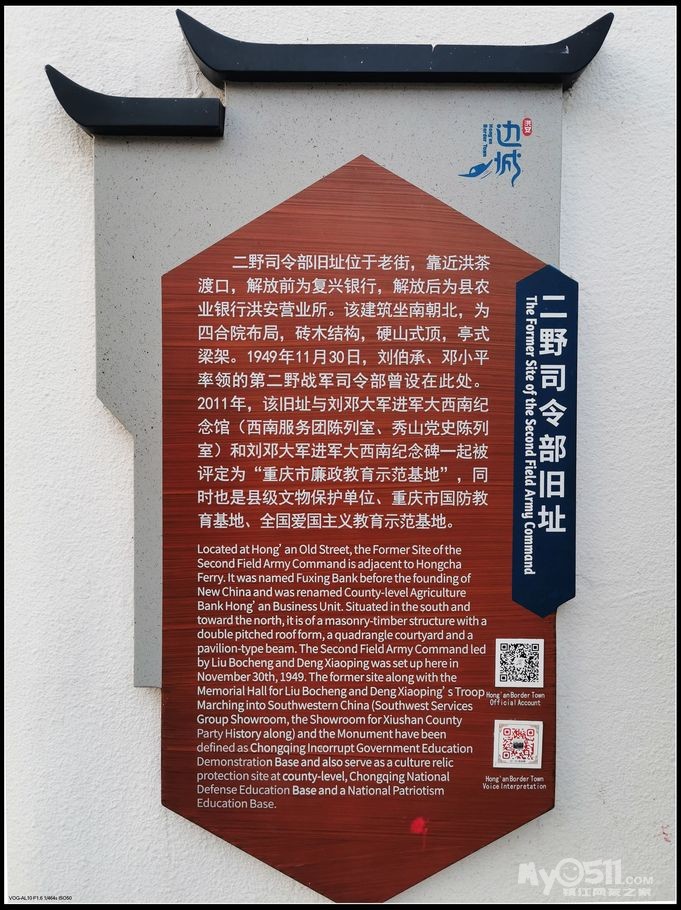 洪安
边城
Hong'an
Border Town
二野司令部旧址位于老街，靠近洪茶
渡口，解放前为复兴银行，解放后为县农
业银行洪安营业所。该建筑坐南朝北，为
四合院布局，砖木结构，硬山式顶，亭式
梁架。1949年11月30日，刘伯承、邓小平
率领的第二野战军司令部曾设在此处。
2011年，该旧址与刘邓大军进军大西南纪
念馆（西南服务团陈列室、秀山党史陈列
室）和刘邓大军进军大西南纪念碑一起被
评定为“重庆市廉政教育示范基地”，同
时也是县级文物保护单位、重庆市国防教
育基地、全国爱国主义教育示范基地。
Located at Hong'an Old Street, the Former Site of the
Second Field Army Command is adjacent to Hongcha
Ferry. It was named Fuxing Bank before the founding of
New China and was renamed County-level Agriculture
Bank Hong'an Business Unit. Situated in the south and
toward the north, it is of a masonry-timber structure with a
double pitched roof form, a quadrangle courtyard and a
pavilion-type beam. The Second Field Army Command led
by Liu Bocheng and Deng Xiaoping was set up here in
November 30th, 1949. The former site along with the
Memorial Hall for Liu Bocheng and Deng Xiaoping's Troop
Marching into Southwestern China (Southwest Services
Group Showroom, the Showroom for Xiushan County
Party History along) and the Monument have been
defined as Chongqing Incorrupt Government Education
Demonstration Base and also serve as a culture relic
protection site at county-level, Chongqing National
Defense Education Base and a National Patriotism
Education Base.
二野司令部旧址
The Former Site of the Second Field Army Command
Hong'an Border Town
Official Account
Hong'an Border Town
Voice Interpretation
VOG-AL10 F1.6 1/464s ISO50
My0511.COM
镇江网友之家